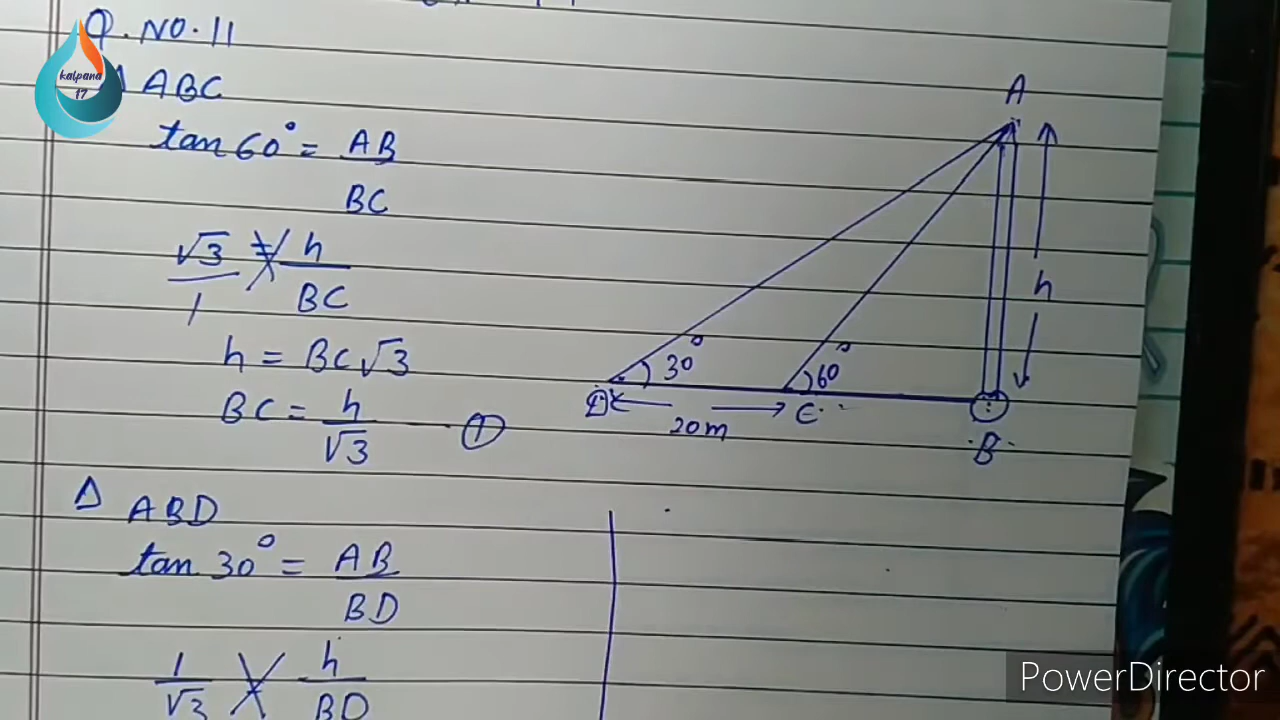 Q. NO. 11
kalpana
17
Δ ABC
tan 60° = AB
BC
√3 = h
1 BC
h = BC√3
BC = h
√3 ①
A
h
30° 60°
D C
20m
B
Δ ABD
tan 30° = AB
BD
1 h
√3 BD
PowerDirector